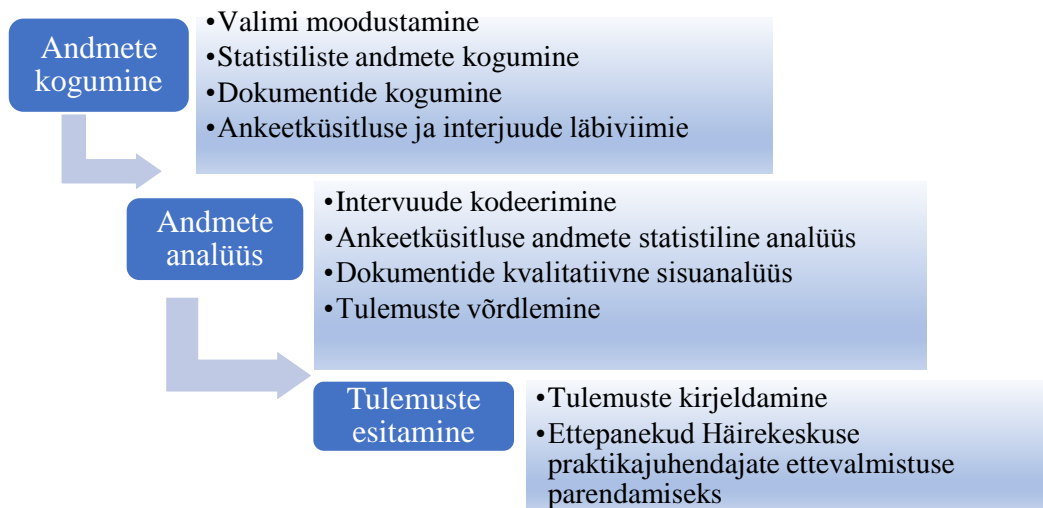 Andmete
kogumine
•Valimi moodustamine
•Statistiliste andmete kogumine
•Dokumentide kogumine
•Ankeetküsitluse ja interjuude läbiviimie
Andmete
analüüs
•Intervuude kodeerimine
•Ankeetküsitluse andmete statistiline analüüs
•Dokumentide kvalitatiivne sisuanalüüs
•Tulemuste võrdlemine
Tulemuste
esitamine
•Tulemuste kirjeldamine
•Ettepanekud Häirekeskuse
praktikajuhendajate ettevalmistuse
parendamiseks